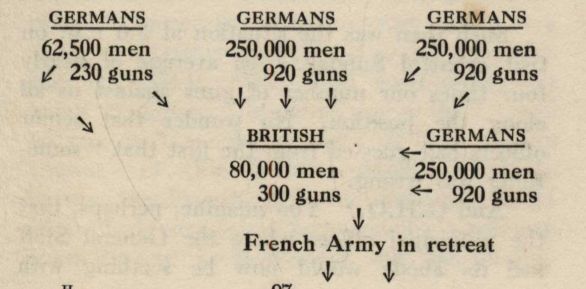 GERMANS GERMANS GERMANS
62,500 men 250,000 men 250,000 men
↙ 230 guns 920 guns 920 guns
↘ ↓ ↓ ↓ ↙
↘
BRITISH GERMANS
80,000 men ← 250,000 men
300 guns ← 920 guns
↓
French Army in retreat
↓ ↓